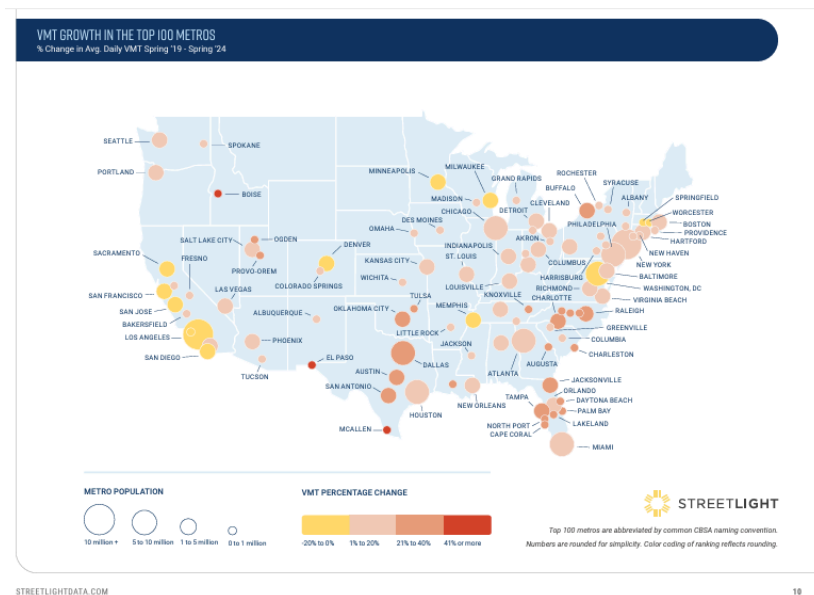 VMT GROWTH IN THE TOP 100 METROS
% Change in Avg. Daily VMT Spring '19 - Spring '24
SEATTLE
SPOKANE
PORTLAND
BOISE
MINNEAPOLIS
MILWAUKEE
GRAND RAPIDS
ROCHESTER
SYRACUSE
BUFFALO
ALBANY
SPRINGFIELD
MADISON
CHICAGO
DETROIT
CLEVELAND
WORCESTER
BOSTON
PROVIDENCE
HARTFORD
DES MOINES
OMAHA
PHILADELPHIA
AKRON
NEW HAVEN
NEW YORK
SALT LAKE CITY
OGDEN
PROVO-OREM
DENVER
COLORADO SPRINGS
INDIANAPOLIS
ST. LOUIS
KANSAS CITY
COLUMBUS
HARRISBURG
BALTIMORE
WASHINGTON, DC
SACRAMENTO
FRESNO
WICHITA
LOUISVILLE
RICHMOND
VIRGINIA BEACH
SAN FRANCISCO
LAS VEGAS
TULSA
KNOXVILLE
CHARLOTTE
RALEIGH
SAN JOSE
ALBUQUERQUE
OKLAHOMA CITY
MEMPHIS
BAKERSFIELD
LITTLE ROCK
GREENVILLE
LOS ANGELES
PHOENIX
JACKSON
COLUMBIA
SAN DIEGO
EL PASO
DALLAS
CHARLESTON
TUCSON
AUSTIN
ATLANTA
AUGUSTA
SAN ANTONIO
JACKSONVILLE
ORLANDO
HOUSTON
NEW ORLEANS
TAMPA
DAYTONA BEACH
PALM BAY
MCALLEN
NORTH PORT
LAKELAND
CAPE CORAL
MIAMI
METRO POPULATION
10 million +
5 to 10 million
1 to 5 million
0 to 1 million
VMT PERCENTAGE CHANGE
-20% to 0%
1% to 20%
21% to 40%
41% or more
STREETLIGHT
Top 100 metros are abbreviated by common CBSA naming convention.
Numbers are rounded for simplicity. Color coding of ranking reflects rounding.
STREETLIGHTDATA.COM
10